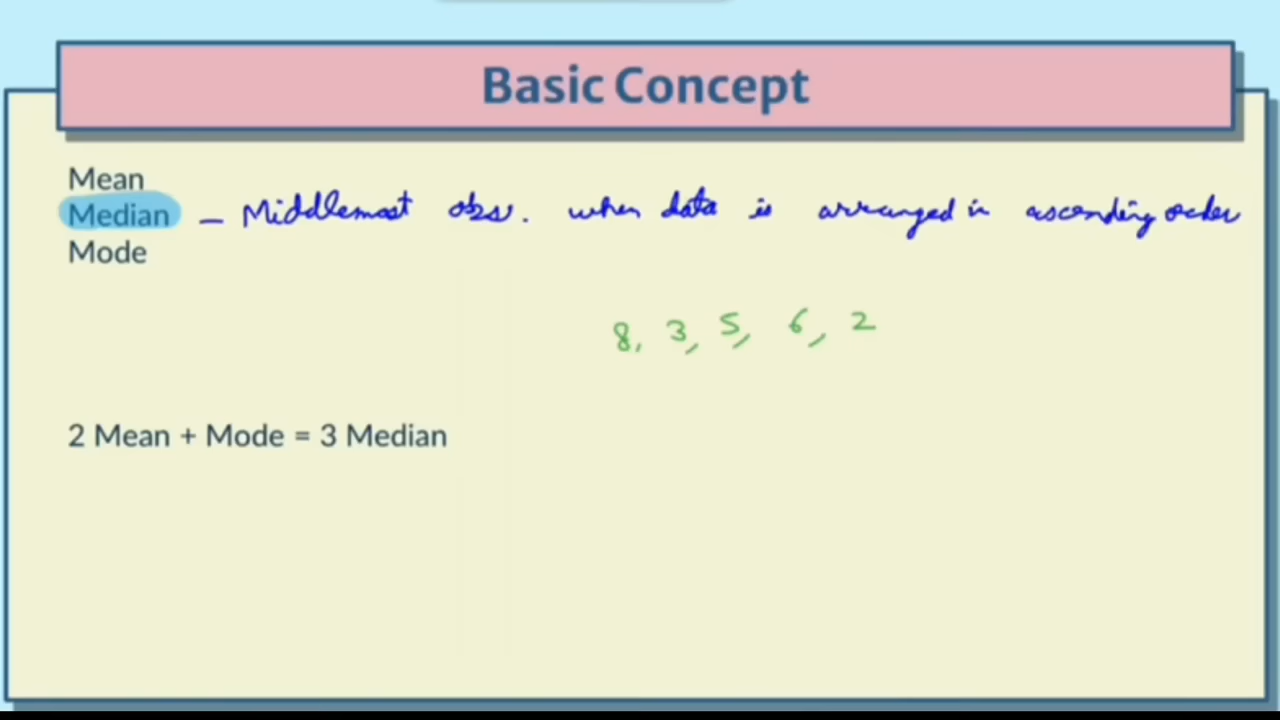 Basic Concept
Mean
Median - Middlemost obsv. when data is arranged in ascending order
Mode
8, 3, 5, 6, 2
2 Mean + Mode = 3 Median